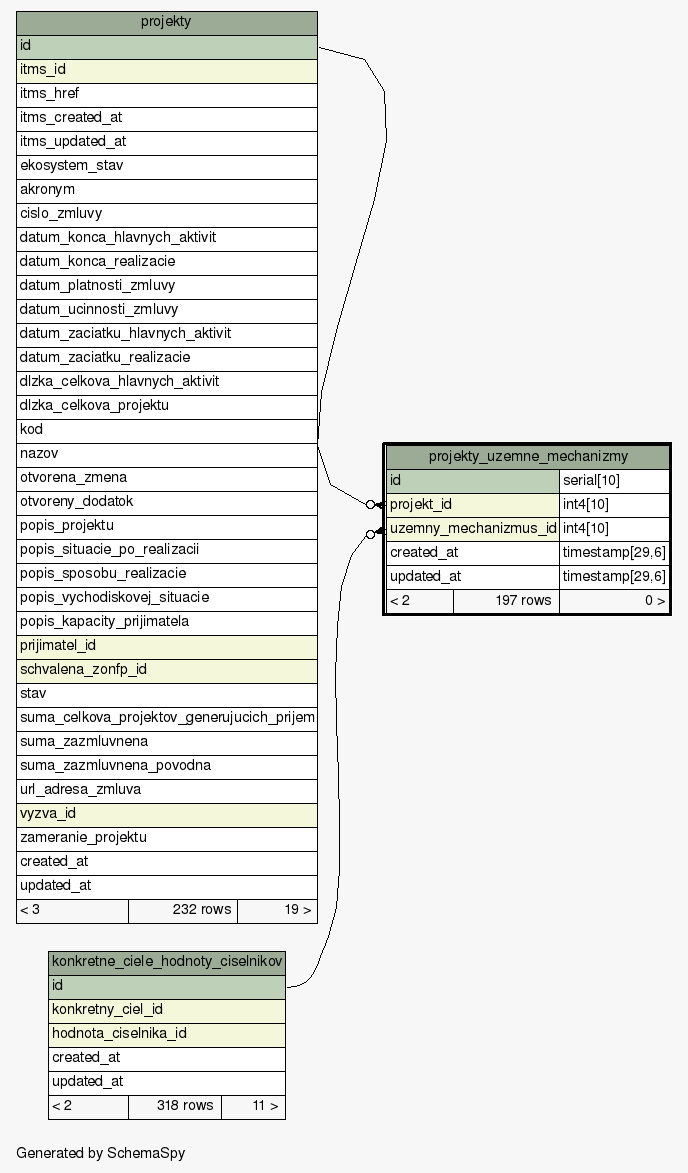 projekty
id
itms_id
itms_href
itms_created_at
itms_updated_at
ekosystem_stav
akronym
cislo_zmluvy
datum_konca_hlavnych_aktivit
datum_konca_realizacie
datum_platnosti_zmluvy
datum_ucinnosti_zmluvy
datum_zaciatku_hlavnych_aktivit
datum_zaciatku_realizacie
dlzka_celkova_hlavnych_aktivit
dlzka_celkova_projektu
kod
nazov
otvorena_zmena
otvoreny_dodatok
popis_projektu
popis_situacie_po_realizacii
popis_sposobu_realizacie
popis_vychodiskovej_situacie
popis_kapacity_prijimatela
prijimatel_id
schvalena_zonfp_id
stav
suma_celkova_projektov_generujucich_prijem
suma_zazmluvnena
suma_zazmluvnena_povodna
url_adresa_zmluva
vyzva_id
zameranie_projektu
created_at
updated_at
< 3 232 rows 19 >
projekty_uzemne_mechanizmy
id serial[10]
projekt_id int4[10]
uzemny_mechanizmus_id int4[10]
created_at timestamp[29,6]
updated_at timestamp[29,6]
< 2 197 rows 0 >
konkretne_ciele_hodnoty_ciselnikov
id
konkretny_ciel_id
hodnota_ciselnika_id
created_at
updated_at
< 2 318 rows 11 >
Generated by SchemaSpy